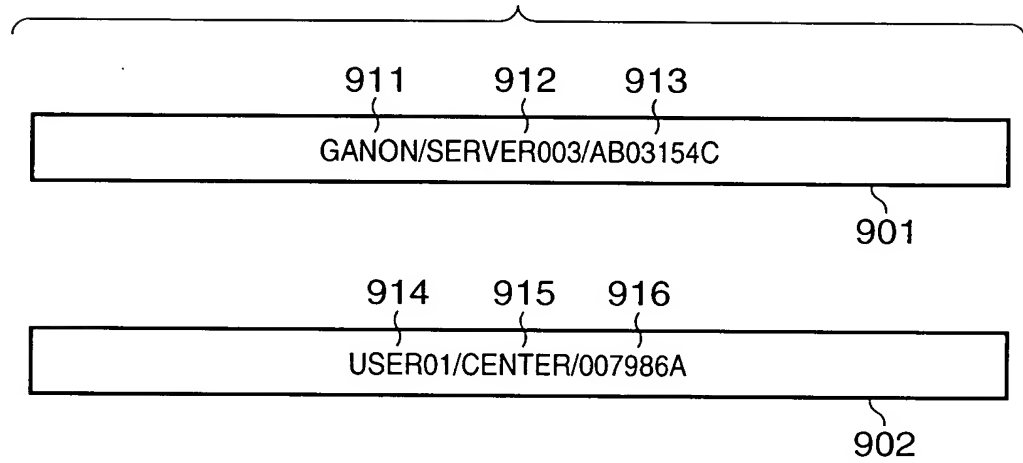 911 912 913
GANON/SERVER003/AB03154C
901
914 915 916
USER01/CENTER/007986A
902